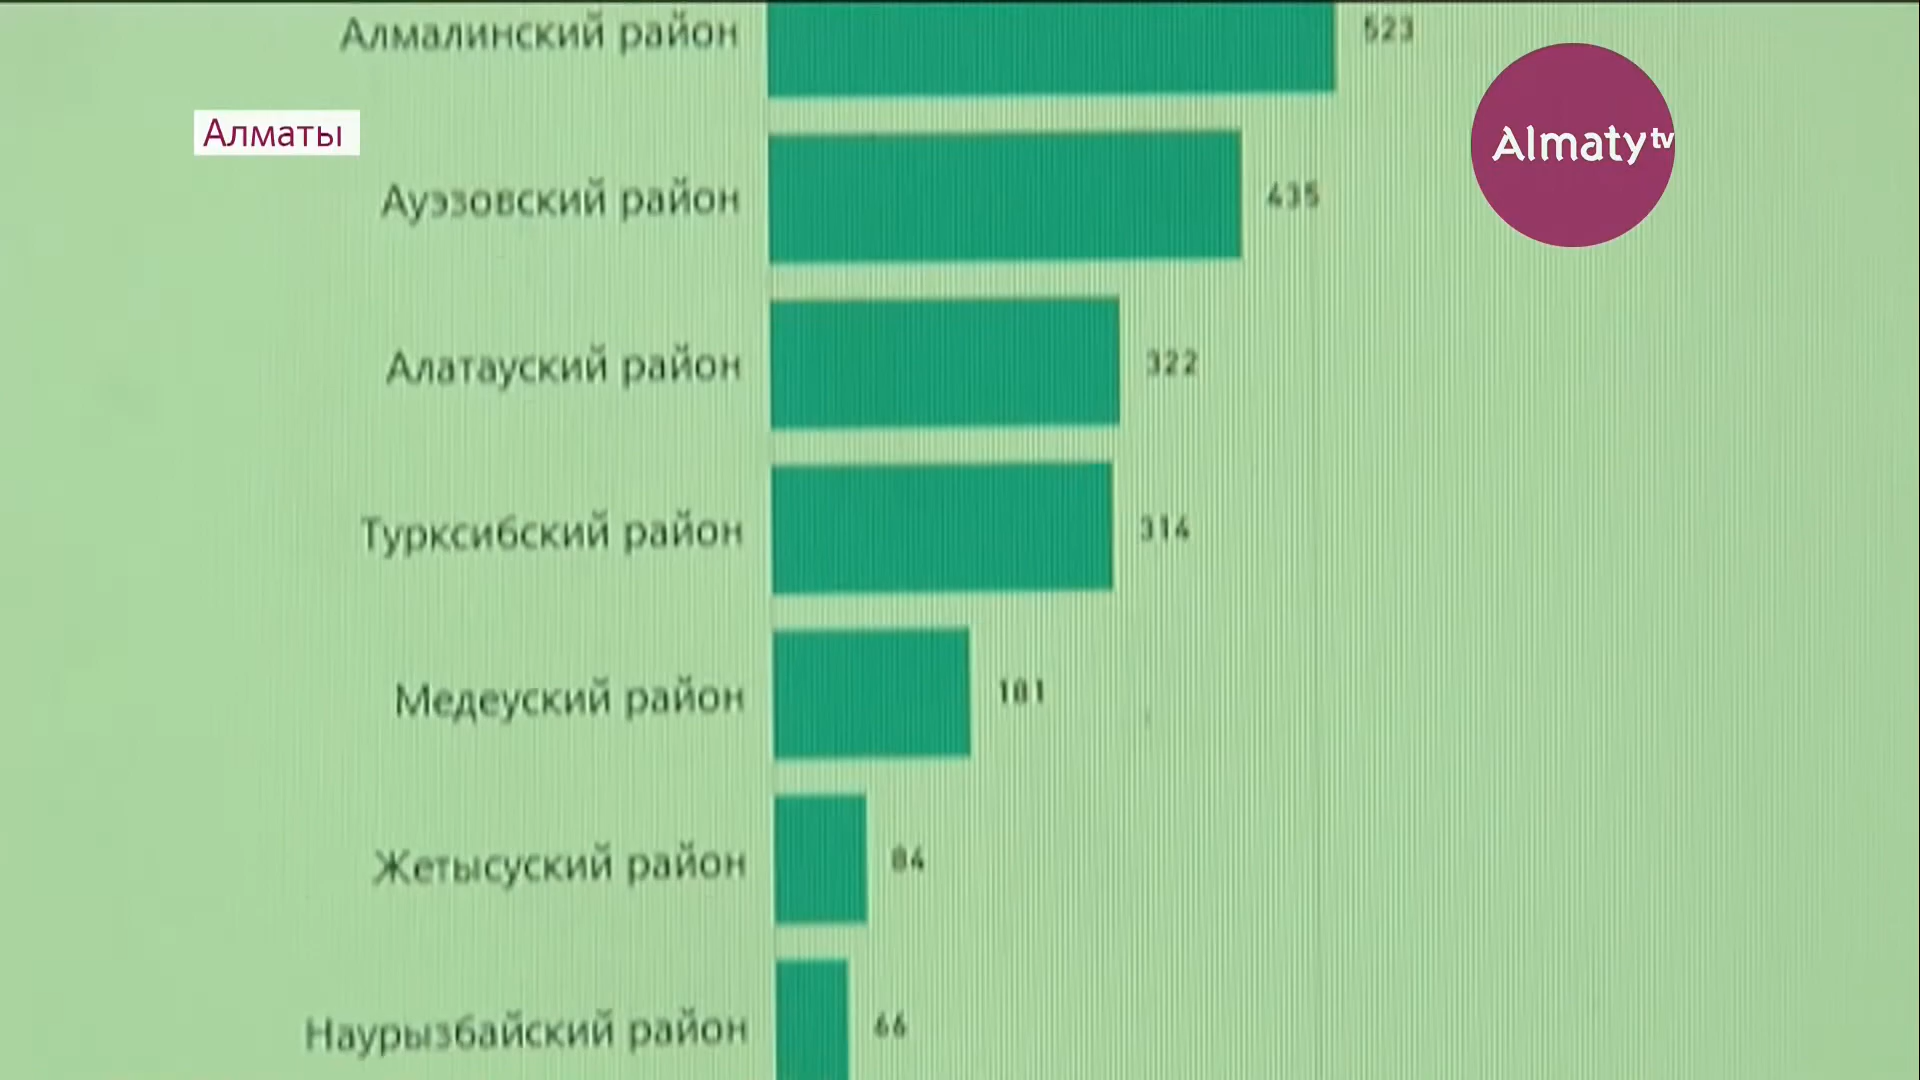 Алмалинский район 523
Алматы
Almaty tv
Ауэзовский район 435
Алатауский район 322
Турксибский район 314
Медеуский район 181
Жетысуский район 84
Наурызбайский район 66